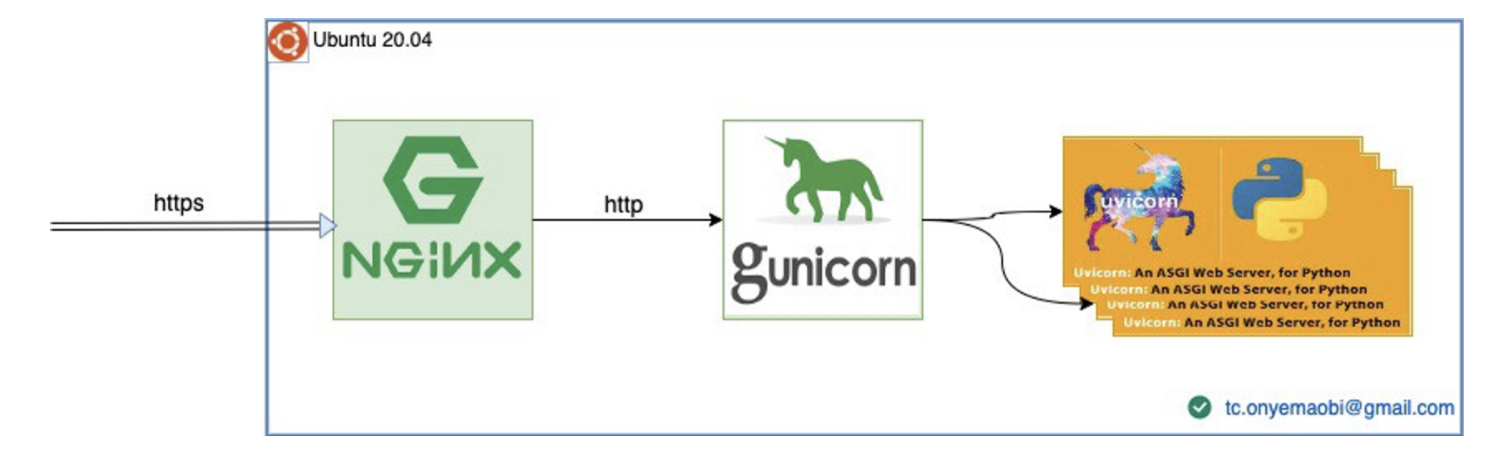 Ubuntu 20.04
https
NGiNX
http
gunicorn
uvicorn
Uvicorn: An ASGI Web Server, for Python
Uvicorn: An ASGI Web Server, for Python
Uvicorn: An ASGI Web Server, for Python
Uvicorn: An ASGI Web Server, for Python
tc.onyemaobi@gmail.com